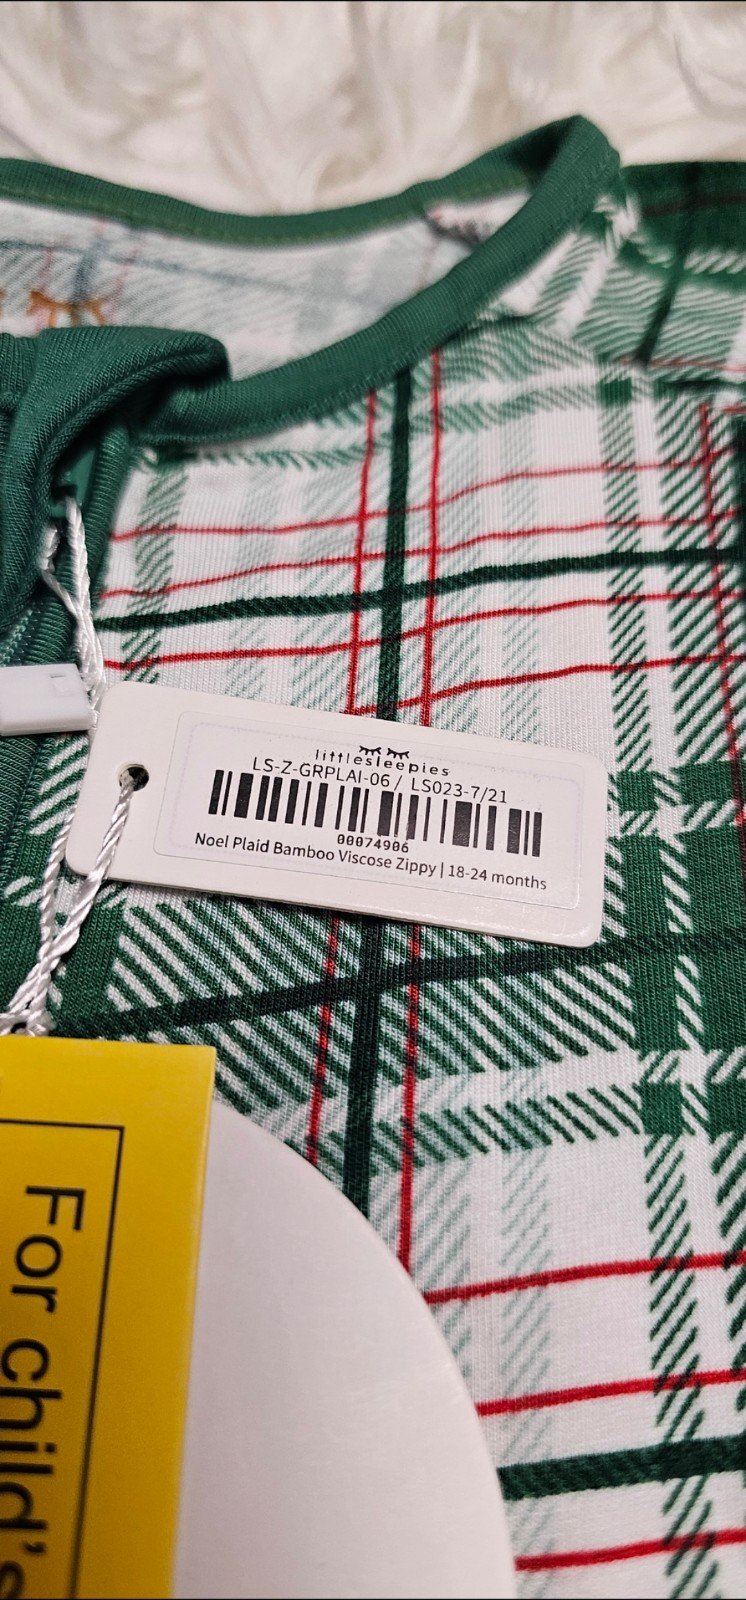 littlesleepies
LS-Z-GRPLAI-06 / LS023-7/21
00074906
Noel Plaid Bamboo Viscose Zippy | 18-24 months
For child's